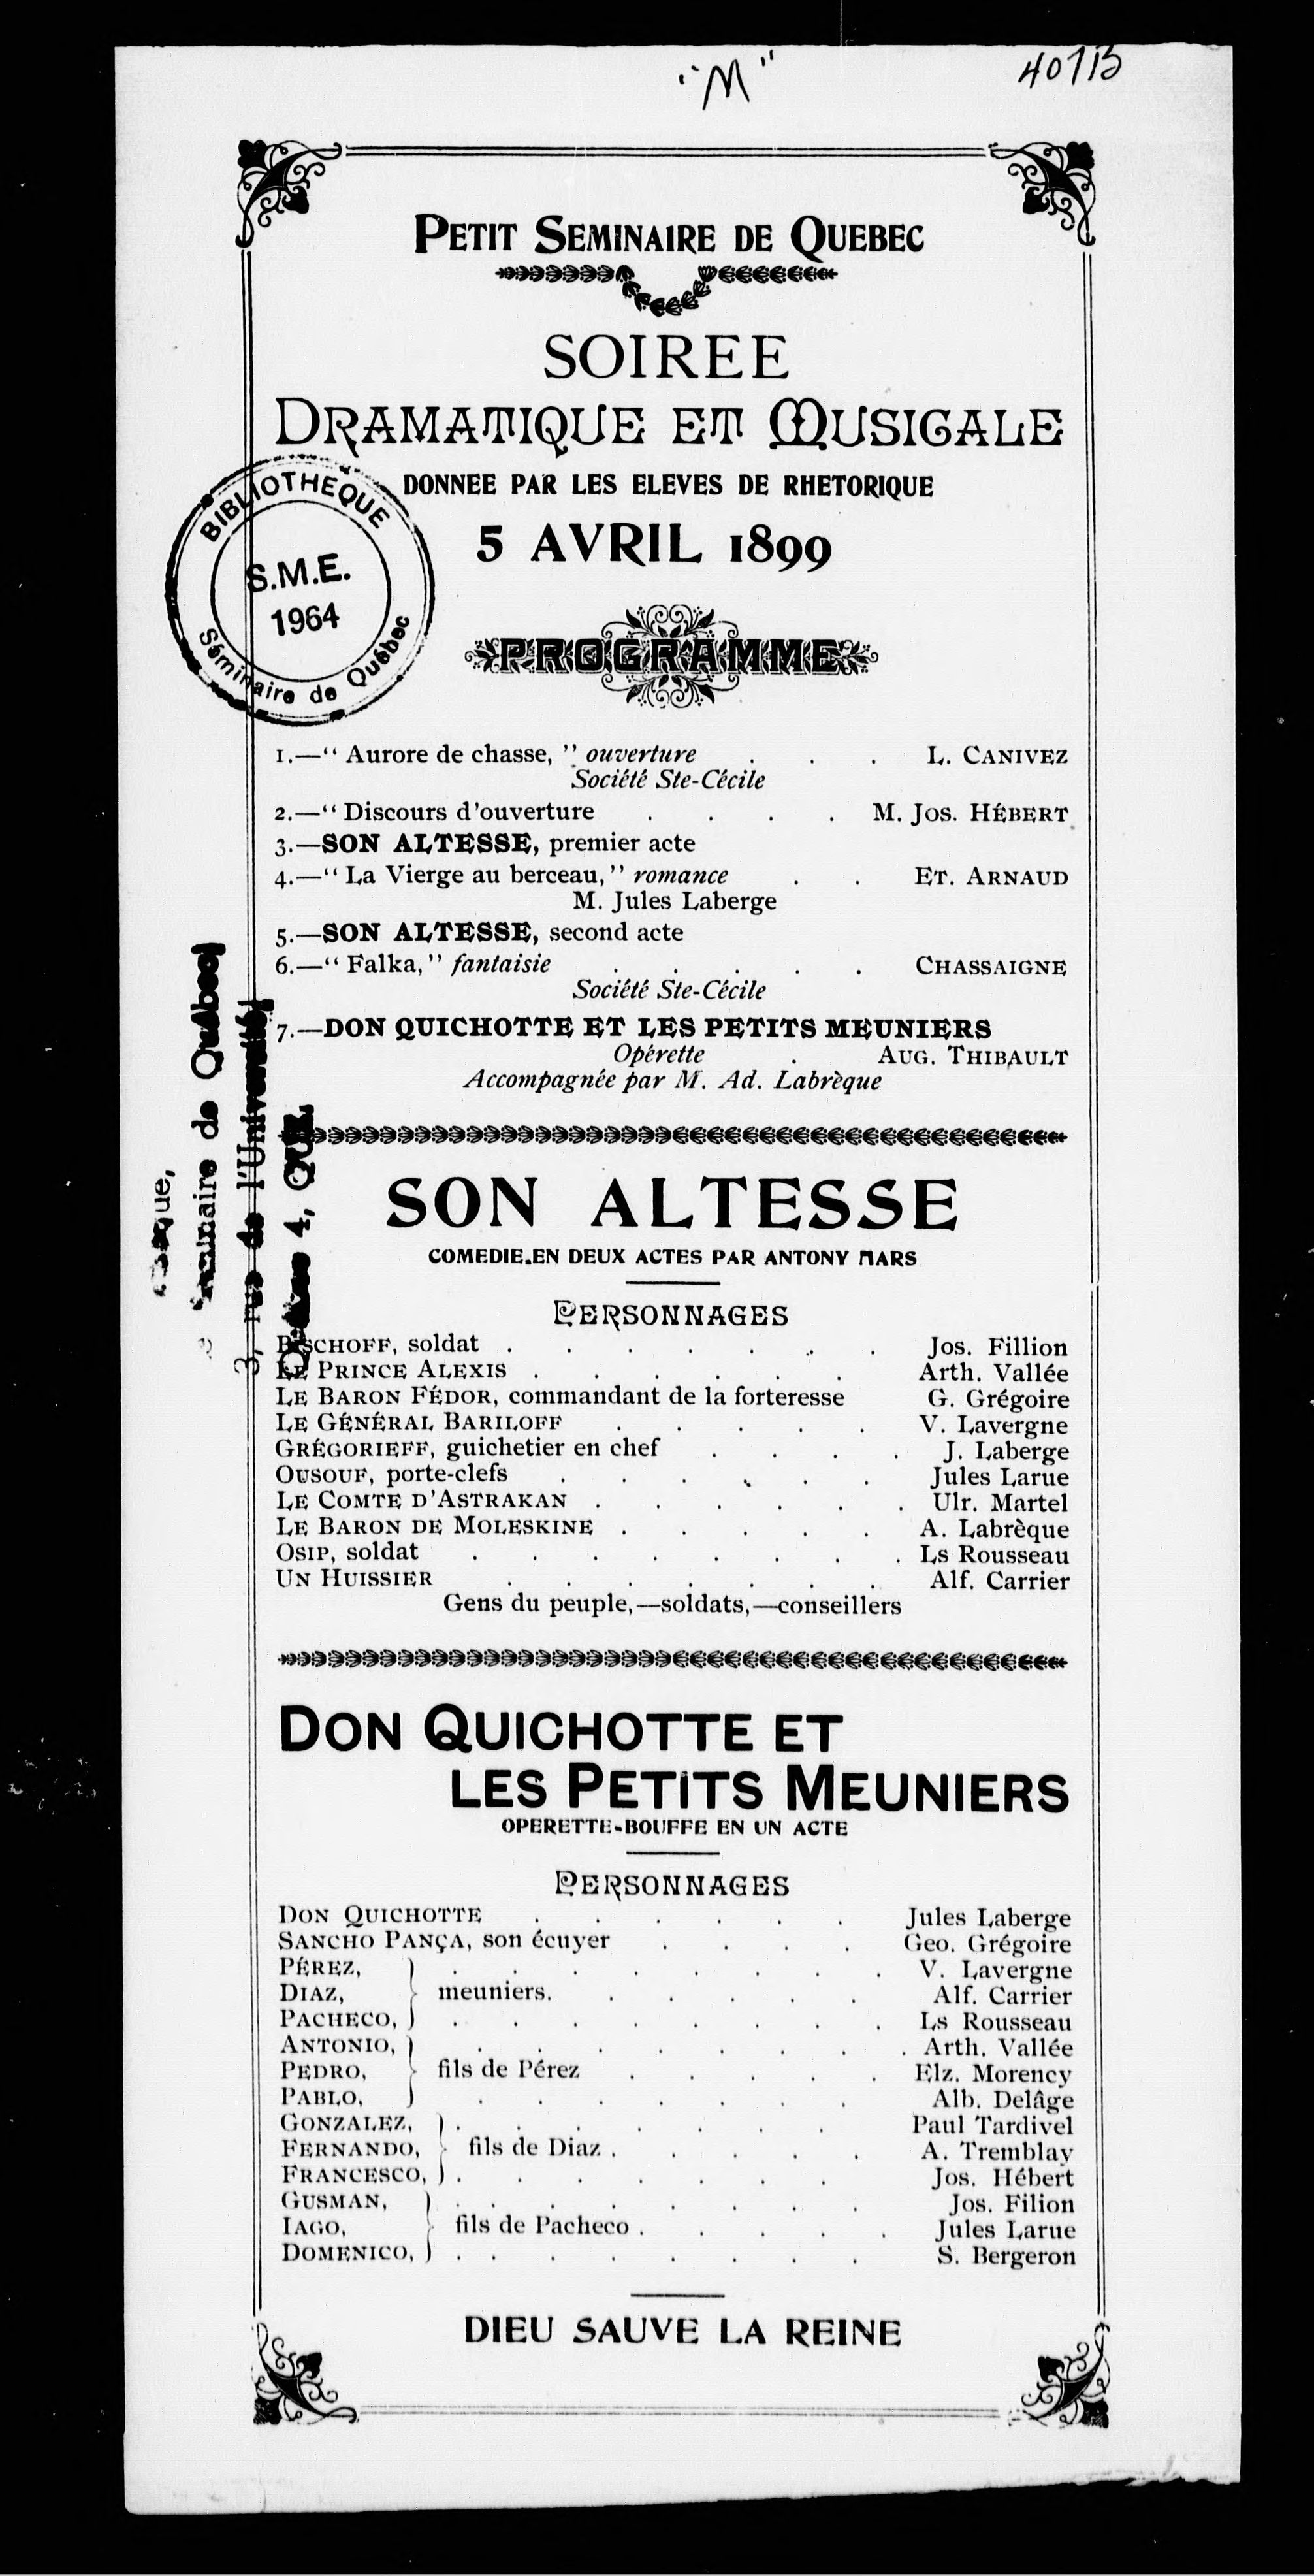 "M"
4071B
PETIT SEMINAIRE DE QUEBEC
SOIREE
DRAMATIQUE ET MUSICALE
DONNEE PAR LES ELEVES DE RHETORIQUE
5 AVRIL 1899
BIBLIOTHEQUE
S.M.E.
1964
Séminaire de Québec
PROGRAMME
1.—“ Aurore de chasse, ” ouverture . . . L. CANIVEZ
Société Ste-Cécile
2.—“ Discours d'ouverture . . . . M. JOS. HÉBERT
3.—SON ALTESSE, premier acte
4.—“ La Vierge au berceau, ” romance . . ET. ARNAUD
M. Jules Laberge
5.—SON ALTESSE, second acte
6.—“ Falka, ” fantaisie . . . . . CHASSAIGNE
Société Ste-Cécile
7.—DON QUICHOTTE ET LES PETITS MEUNIERS
Opérette . AUG. THIBAULT
Accompagnée par M. Ad. Labrèque
de Québec
3, rue de l'Université
4, QUE.
SON ALTESSE
COMEDIE.EN DEUX ACTES PAR ANTONY MARS
PERSONNAGES
BISCHOFF, soldat . . . . . . . Jos. Fillion
LE PRINCE ALEXIS . . . . . . Arth. Vallée
LE BARON FÉDOR, commandant de la forteresse G. Grégoire
LE GÉNÉRAL BARILOFF . . . . . V. Lavergne
GRÉGORIEFF, guichetier en chef . . . . J. Laberge
OUSOUF, porte-clefs . . . . . . Jules Larue
LE COMTE D'ASTRAKAN . . . . . . Ulr. Martel
LE BARON DE MOLESKINE . . . . . A. Labrèque
OSIP, soldat . . . . . . . . Ls Rousseau
UN HUISSIER . . . . . . . Alf. Carrier
Gens du peuple,—soldats,—conseillers
DON QUICHOTTE ET
LES PETITS MEUNIERS
OPERETTE-BOUFFE EN UN ACTE
PERSONNAGES
DON QUICHOTTE . . . . . . Jules Laberge
SANCHO PANÇA, son écuyer . . . . Geo. Grégoire
PÉREZ, . . . . . . . . V. Lavergne
DIAZ, meuniers. . . . . . Alf. Carrier
PACHECO, . . . . . . . . Ls Rousseau
ANTONIO, . . . . . . . . Arth. Vallée
PEDRO, fils de Pérez . . . . . Elz. Morency
PABLO, . . . . . . . Alb. Delâge
GONZALEZ, . . . . . . . Paul Tardivel
FERNANDO, fils de Diaz . . . . . A. Tremblay
FRANCESCO, . . . . . . . Jos. Hébert
GUSMAN, . . . . . . . . Jos. Filion
IAGO, fils de Pacheco . . . . . Jules Larue
DOMENICO, . . . . . . . . S. Bergeron
DIEU SAUVE LA REINE